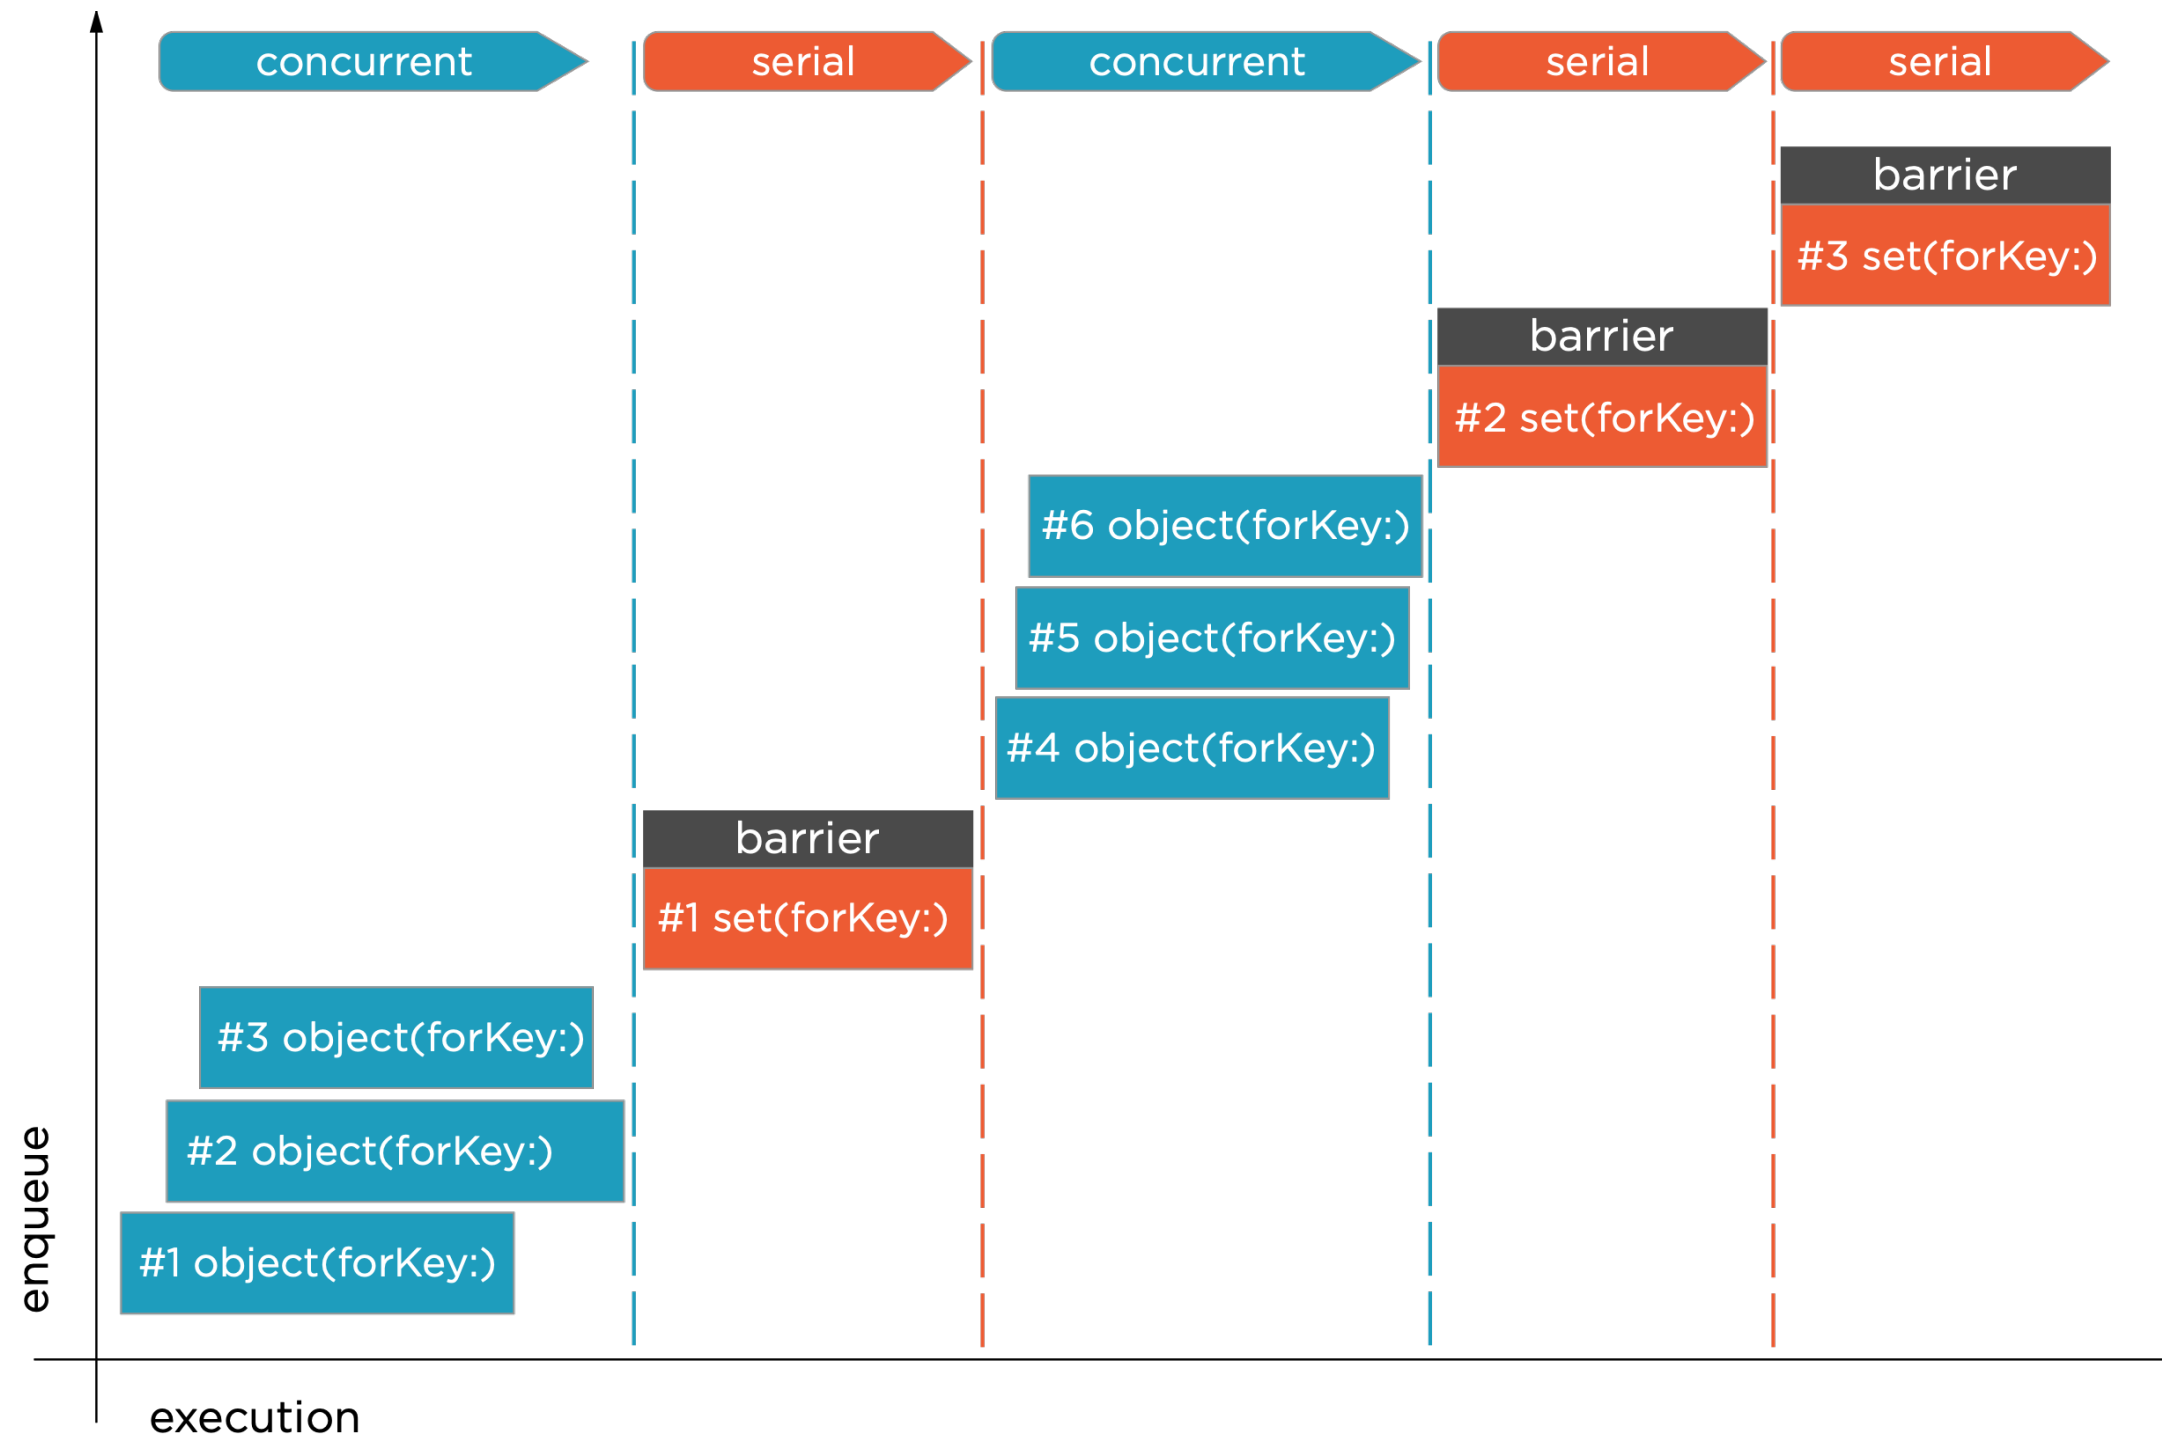 concurrent
serial
concurrent
serial
serial
barrier
#3 set(forKey:)
barrier
#2 set(forKey:)
#6 object(forKey:)
#5 object(forKey:)
#4 object(forKey:)
barrier
#1 set(forKey:)
#3 object(forKey:)
#2 object(forKey:)
#1 object(forKey:)
enqueue
execution